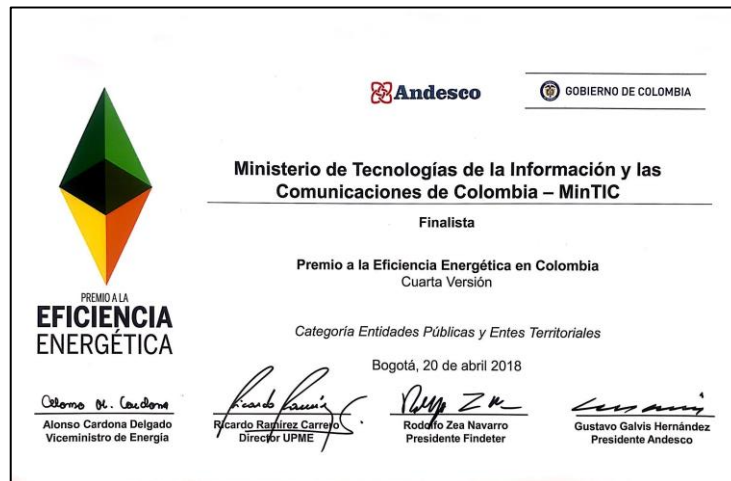 Andesco
GOBIERNO DE COLOMBIA
Ministerio de Tecnologías de la Información y las
Comunicaciones de Colombia – MinTIC
Finalista
Premio a la Eficiencia Energética en Colombia
Cuarta Versión
Categoría Entidades Públicas y Entes Territoriales
Bogotá, 20 de abril 2018
PREMIO A LA
EFICIENCIA
ENERGÉTICA
Alonso Cardona Delgado
Viceministro de Energía
Ricardo Ramírez Carrero
Director UPME
Rodolfo Zea Navarro
Presidente Findeter
Gustavo Galvis Hernández
Presidente Andesco